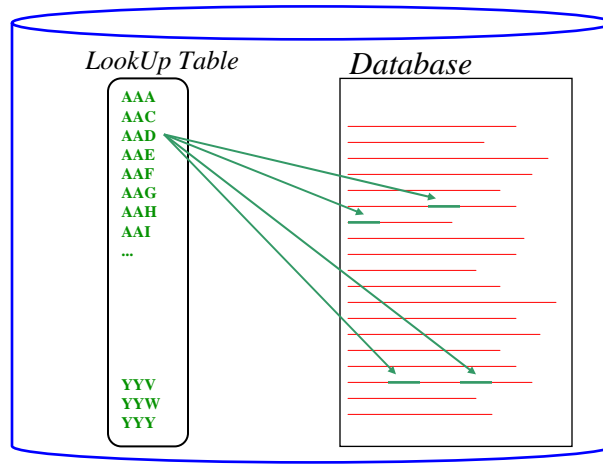 LookUp Table
AAA
AAC
AAD
AAE
AAF
AAG
AAH
AAI
...
YYV
YYW
YYY
Database